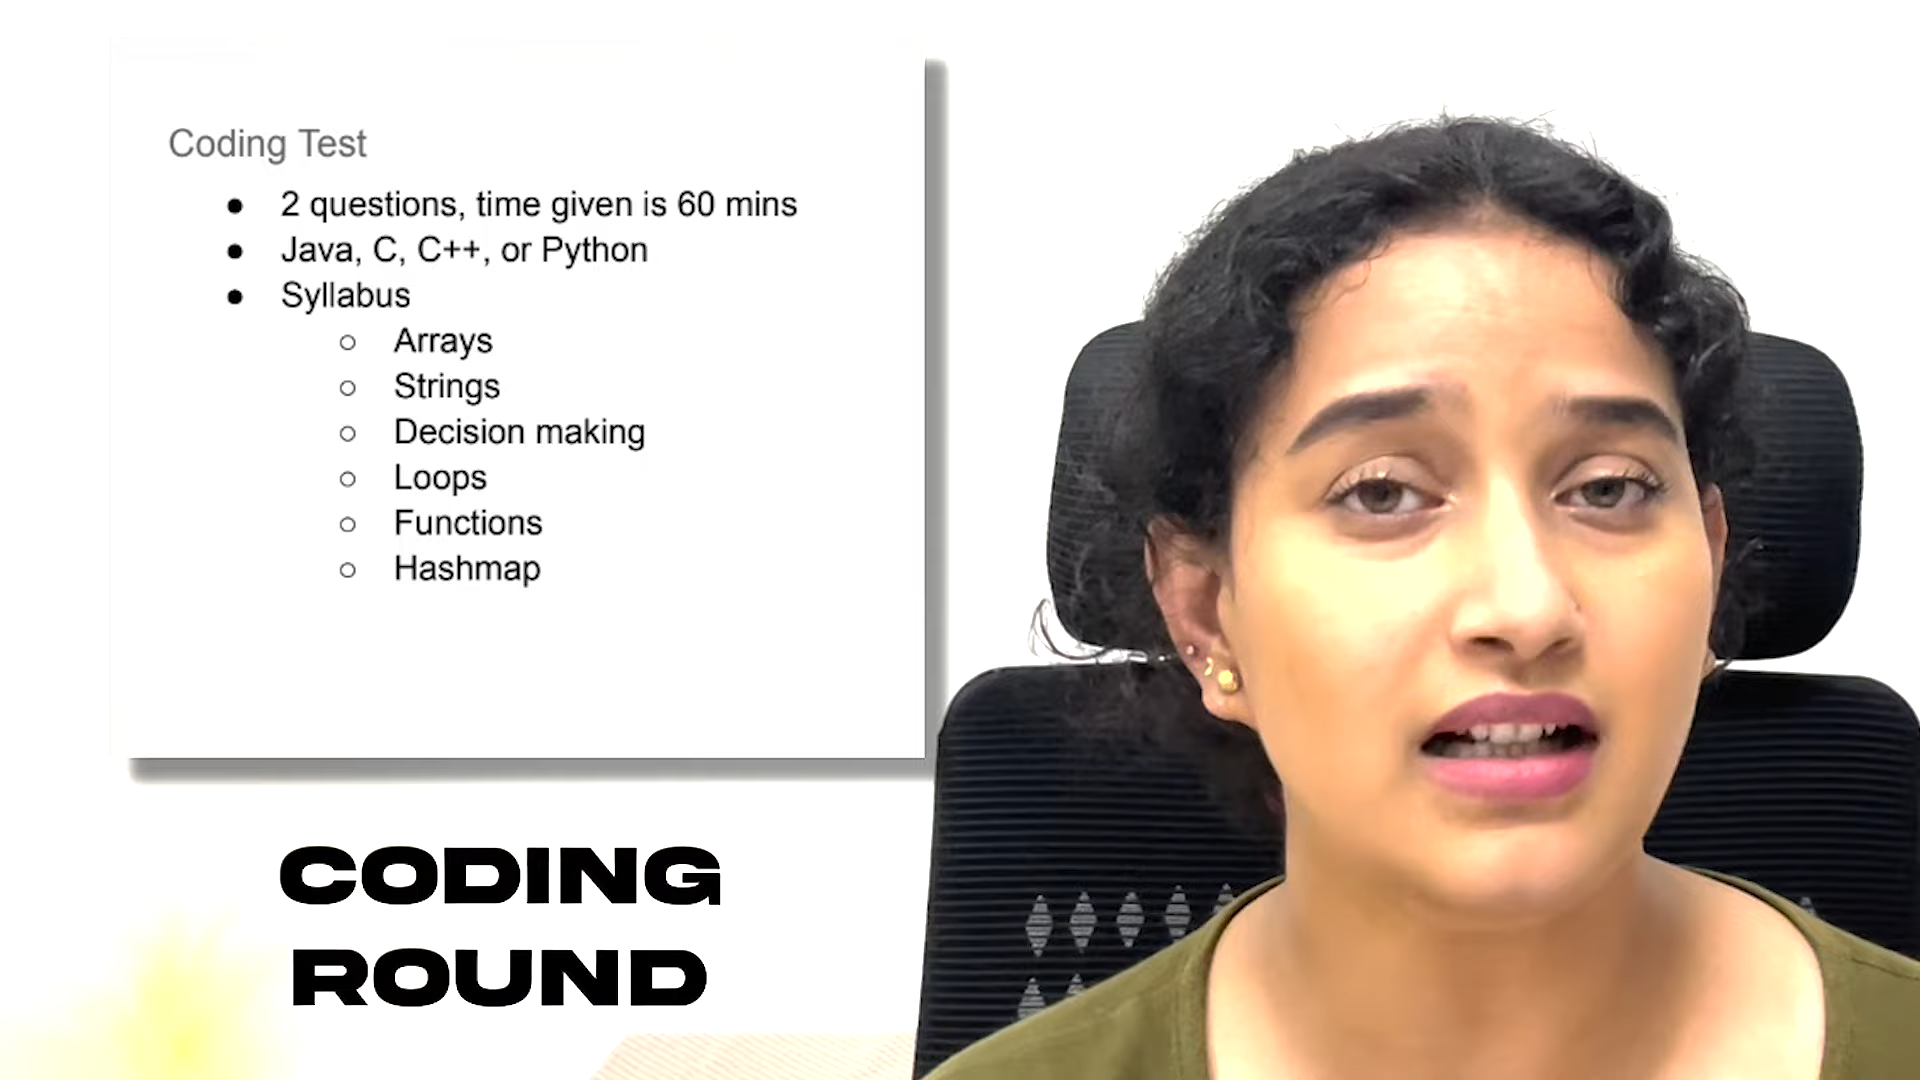 Coding Test
● 2 questions, time given is 60 mins
● Java, C, C++, or Python
● Syllabus
○ Arrays
○ Strings
○ Decision making
○ Loops
○ Functions
○ Hashmap
CODING
ROUND